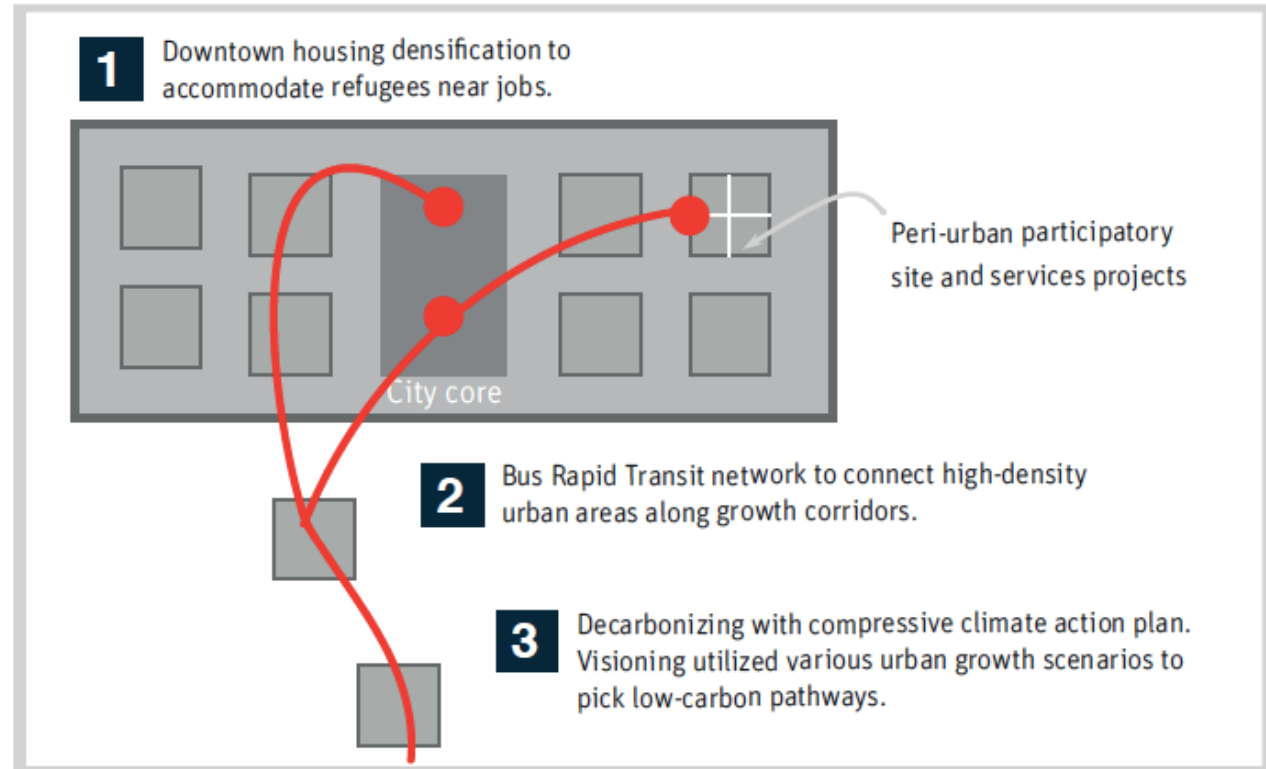 1
Downtown housing densification to
accommodate refugees near jobs.
Peri-urban participatory
site and services projects
City core
2
Bus Rapid Transit network to connect high-density
urban areas along growth corridors.
3
Decarbonizing with compressive climate action plan.
Visioning utilized various urban growth scenarios to
pick low-carbon pathways.